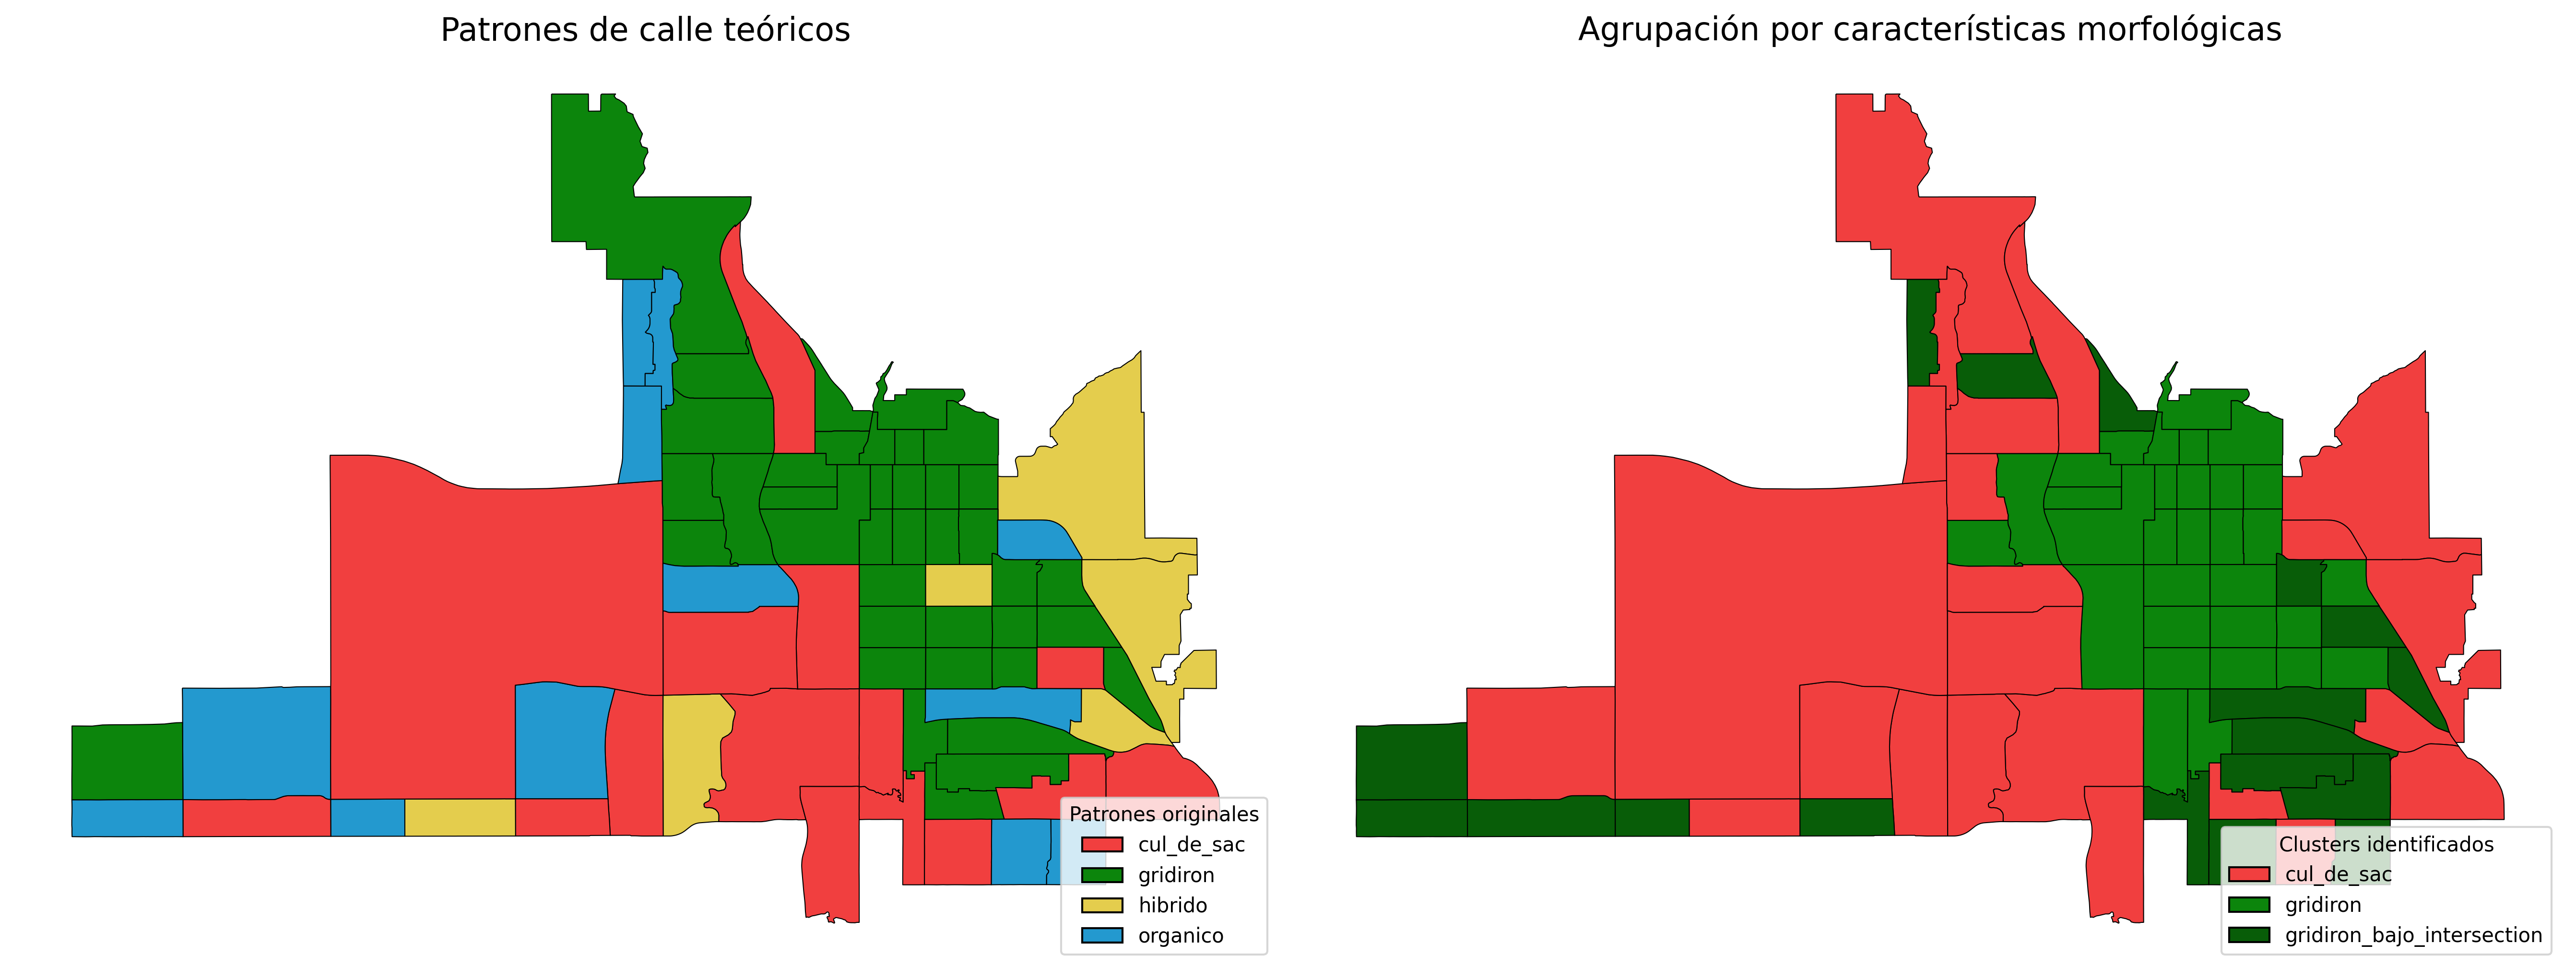 Patrones de calle teóricos
Agrupación por características morfológicas
Patrones originales
cul_de_sac
gridiron
hibrido
organico
Clusters identificados
cul_de_sac
gridiron
gridiron_bajo_intersection